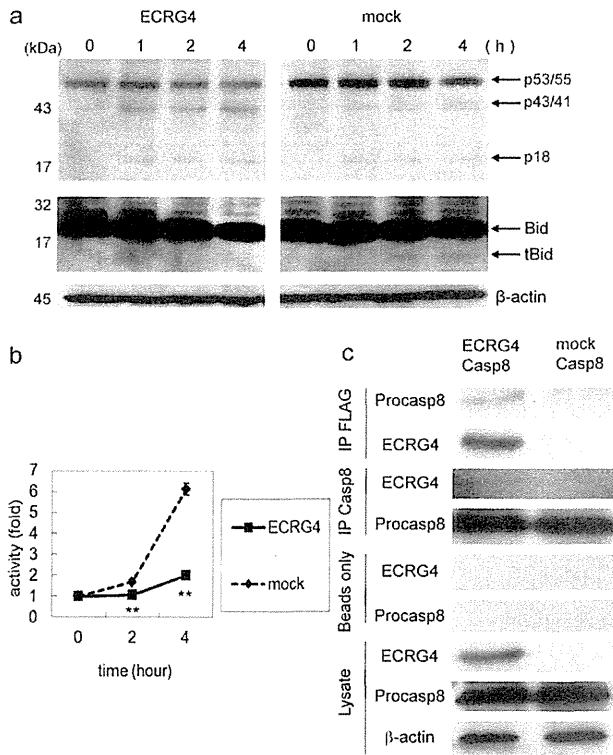 a
ECRG4
mock
(kDa)
0 1 2 4 0 1 2 4 (h)
p53/55
43
p43/41
17
p18
32
Bid
17
tBid
45
β-actin
b
7
6
5
4
3
2
1
0
activity (fold)
** **
0 2 4
time (hour)
ECRG4
mock
c
ECRG4 mock
Casp8 Casp8
IP FLAG
Procasp8
ECRG4
IP Casp8
ECRG4
Procasp8
Beads only
ECRG4
Procasp8
Lysate
ECRG4
Procasp8
β-actin